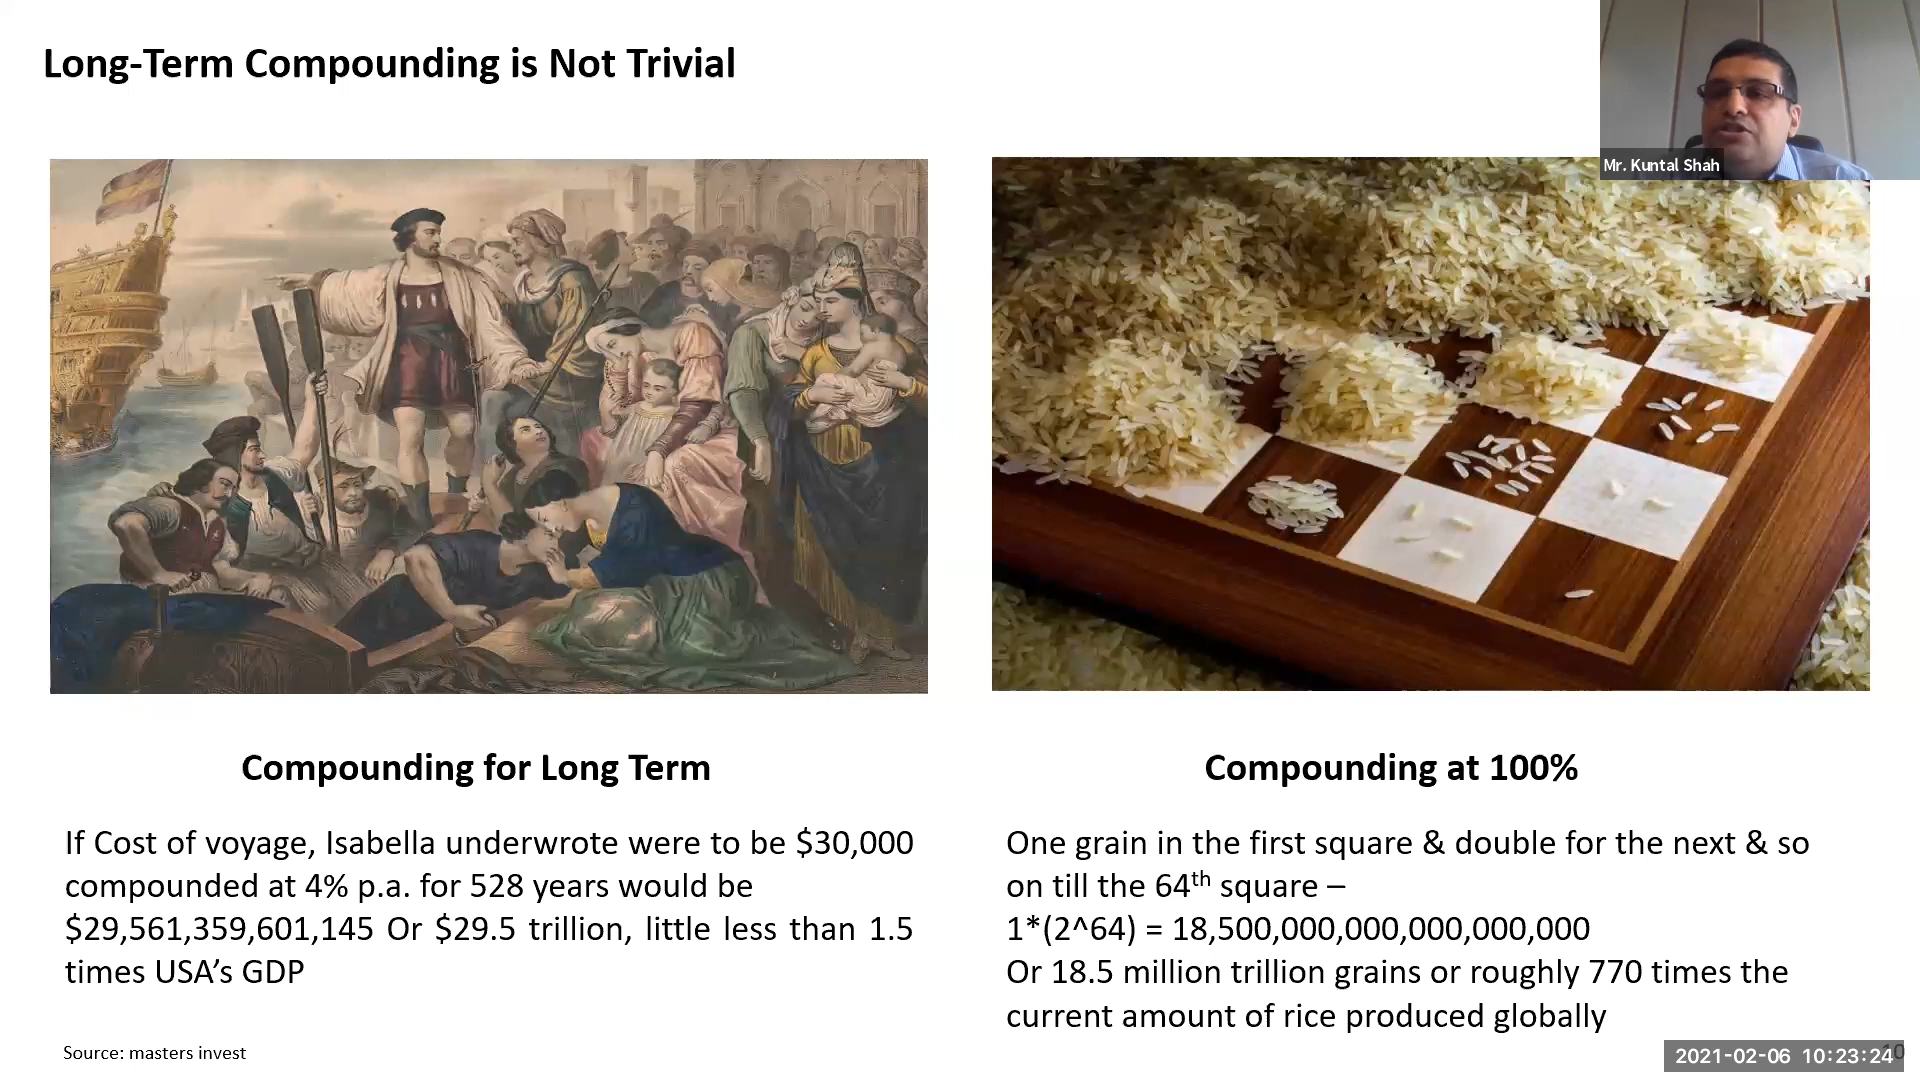 Long-Term Compounding is Not Trivial
Mr. Kuntal Shah
Compounding for Long Term
If Cost of voyage, Isabella underwrote were to be $30,000
compounded at 4% p.a. for 528 years would be
$29,561,359,601,145 Or $29.5 trillion, little less than 1.5
times USA’s GDP
Compounding at 100%
One grain in the first square & double for the next & so
on till the 64th square –
1*(2^64) = 18,500,000,000,000,000,000
Or 18.5 million trillion grains or roughly 770 times the
current amount of rice produced globally
Source: masters invest
2021-02-06 10:23:24
10